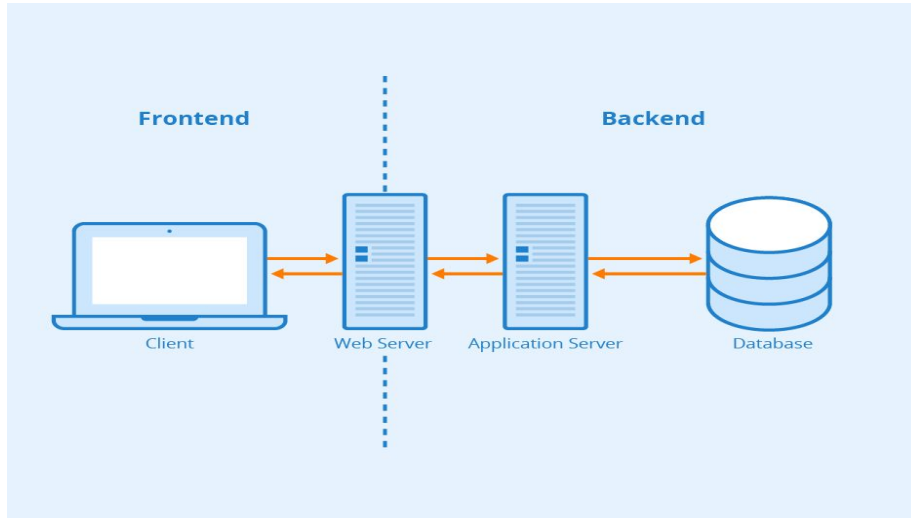 Frontend
Backend
Client
Web Server
Application Server
Database